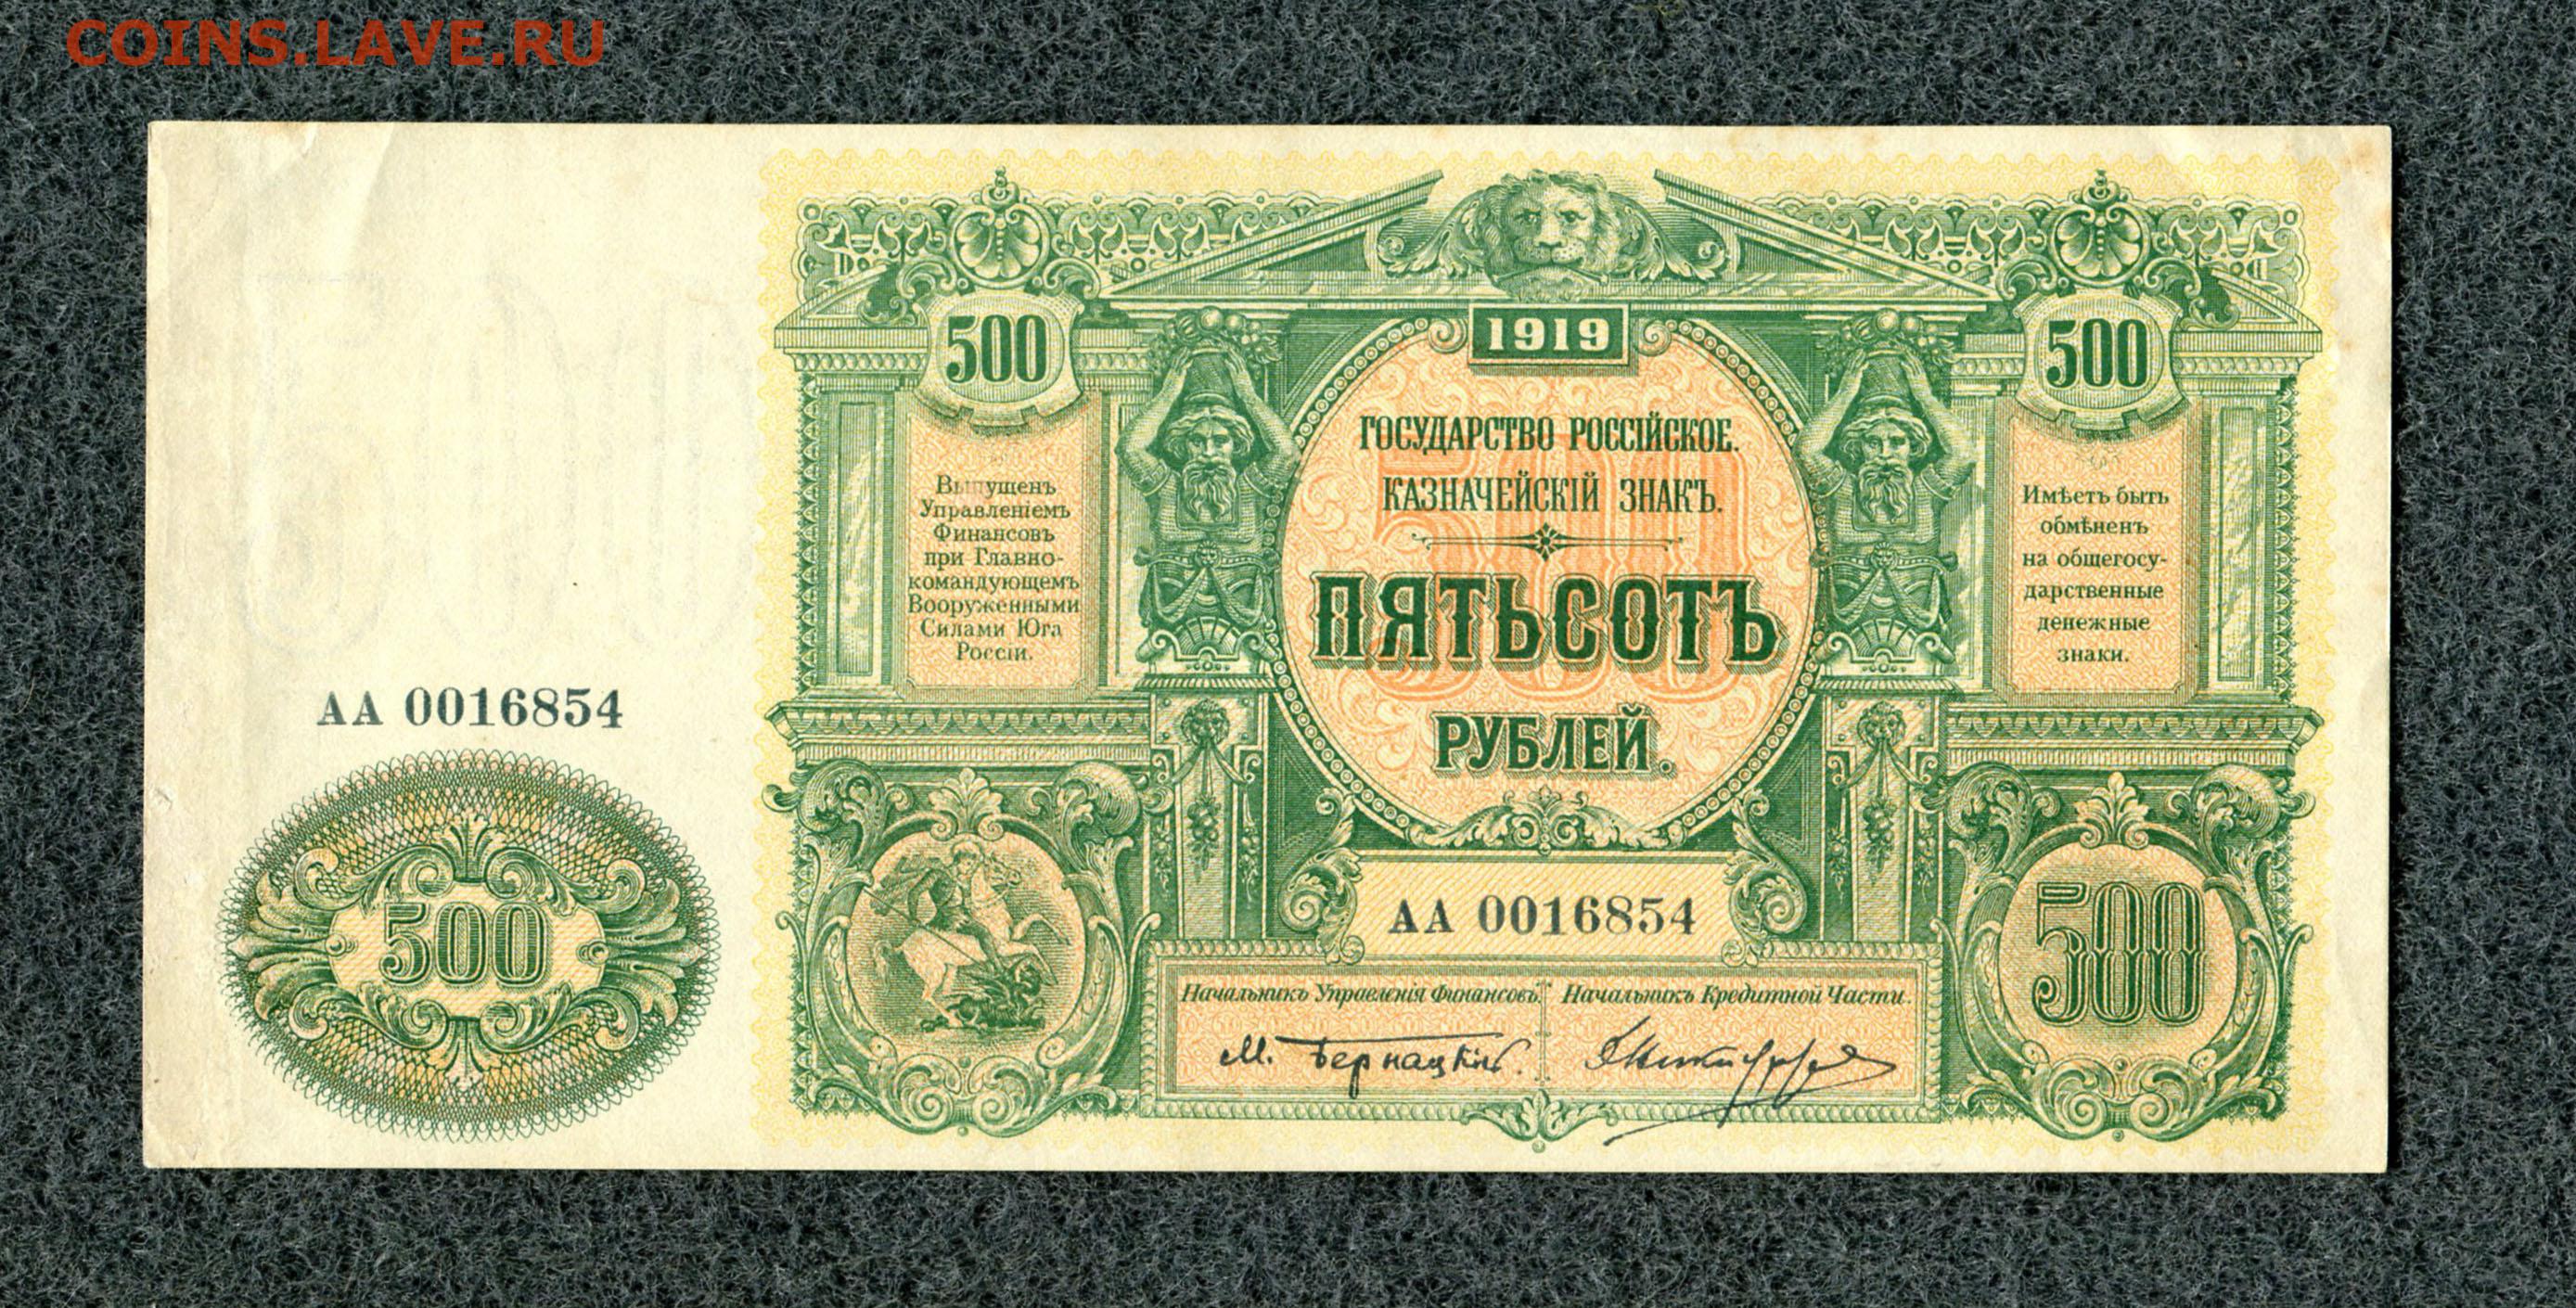 COINS.LAVE.RU
500
1919
500
ГОСУДАРСТВО РОССІЙСКОЕ.
КАЗНАЧЕЙСКІЙ ЗНАКЪ.
500
ПЯТЬСОТЪ
РУБЛЕЙ.
Выпущенъ
Управленіемъ
Финансовъ
при Главно-
командующемъ
Вооруженными
Силами Юга
Россіи.
Имѣетъ быть
обмѣненъ
на общегосу-
дарственные
денежные
знаки.
АА 0016854
500
АА 0016854
500
Начальникъ Управленія Финансовъ.
Начальникъ Кредитной Части.
М. Бернацкій.